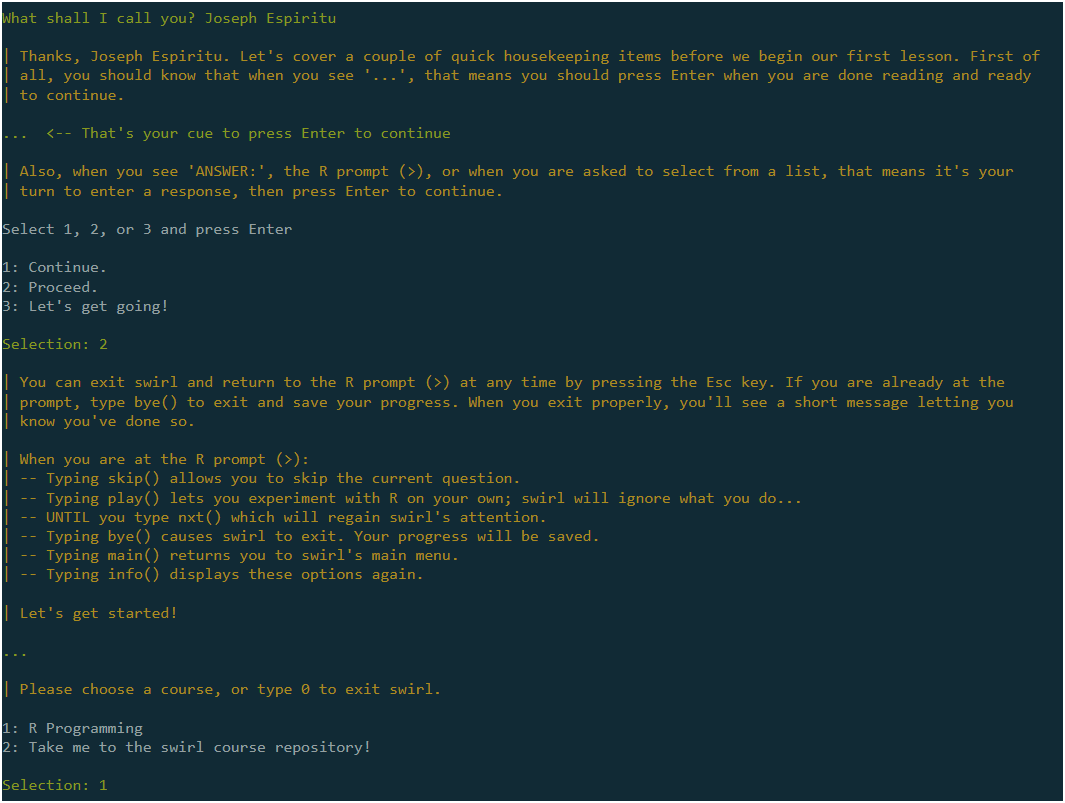 What shall I call you? Joseph Espiritu
| Thanks, Joseph Espiritu. Let's cover a couple of quick housekeeping items before we begin our first lesson. First of
| all, you should know that when you see '...', that means you should press Enter when you are done reading and ready
| to continue.
...  <-- That's your cue to press Enter to continue
| Also, when you see 'ANSWER:', the R prompt (>), or when you are asked to select from a list, that means it's your
| turn to enter a response, then press Enter to continue.
Select 1, 2, or 3 and press Enter
1: Continue.
2: Proceed.
3: Let's get going!
Selection: 2
| You can exit swirl and return to the R prompt (>) at any time by pressing the Esc key. If you are already at the
| prompt, type bye() to exit and save your progress. When you exit properly, you'll see a short message letting you
| know you've done so.
| When you are at the R prompt (>):
| -- Typing skip() allows you to skip the current question.
| -- Typing play() lets you experiment with R on your own; swirl will ignore what you do...
| -- UNTIL you type nxt() which will regain swirl's attention.
| -- Typing bye() causes swirl to exit. Your progress will be saved.
| -- Typing main() returns you to swirl's main menu.
| -- Typing info() displays these options again.
| Let's get started!
...
| Please choose a course, or type 0 to exit swirl.
1: R Programming
2: Take me to the swirl course repository!
Selection: 1